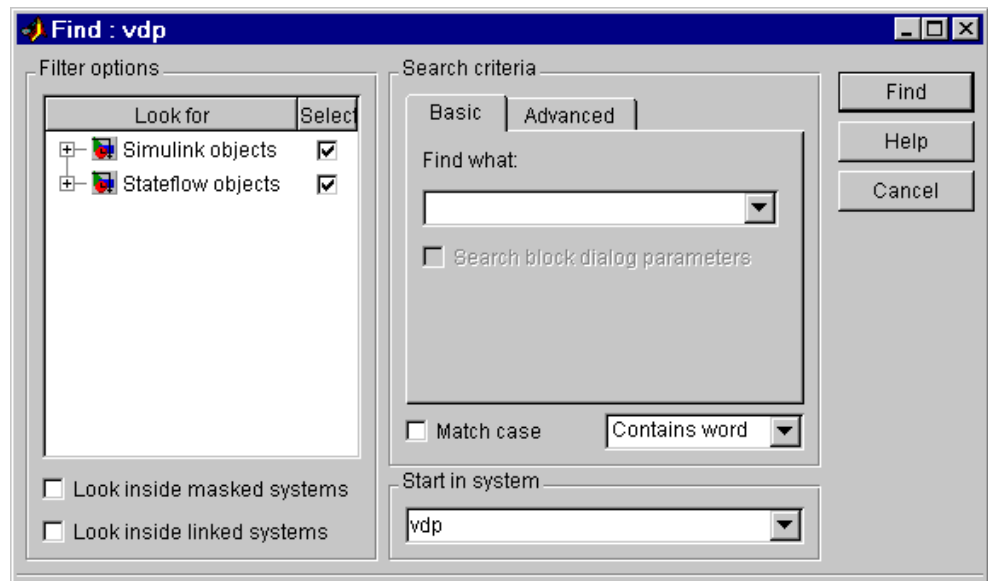 Find : vdp
Filter options
Look for Select
Simulink objects
Stateflow objects
Look inside masked systems
Look inside linked systems
Search criteria
Basic Advanced
Find what:
Search block dialog parameters
Match case Contains word
Start in system
vdp
Find
Help
Cancel